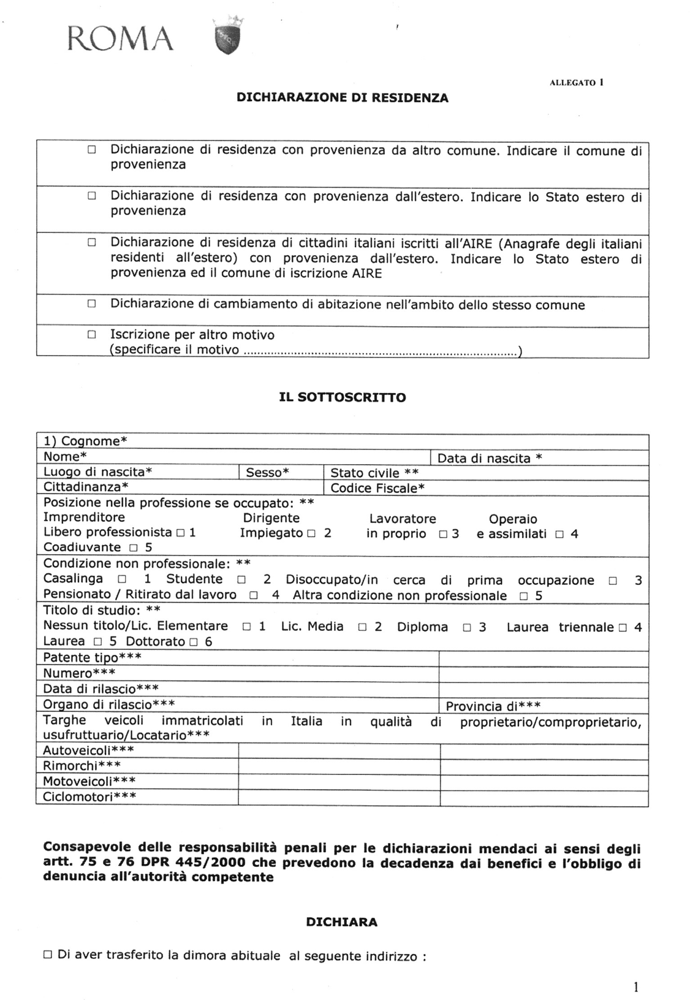 ROMA
SPQR
ALLEGATO 1
DICHIARAZIONE DI RESIDENZA
□ Dichiarazione di residenza con provenienza da altro comune. Indicare il comune di
provenienza
□ Dichiarazione di residenza con provenienza dall'estero. Indicare lo Stato estero di
provenienza
□ Dichiarazione di residenza di cittadini italiani iscritti all'AIRE (Anagrafe degli italiani
residenti all'estero) con provenienza dall'estero. Indicare lo Stato estero di
provenienza ed il comune di iscrizione AIRE
□ Dichiarazione di cambiamento di abitazione nell'ambito dello stesso comune
□ Iscrizione per altro motivo
(specificare il motivo .................................................................................)
IL SOTTOSCRITTO
1) Cognome*
Nome* Data di nascita *
Luogo di nascita* Sesso* Stato civile **
Cittadinanza* Codice Fiscale*
Posizione nella professione se occupato: **
Imprenditore Dirigente Lavoratore Operaio
Libero professionista □ 1 Impiegato □ 2 in proprio □ 3 e assimilati □ 4
Coadiuvante □ 5
Condizione non professionale: **
Casalinga □ 1 Studente □ 2 Disoccupato/in cerca di prima occupazione □ 3
Pensionato / Ritirato dal lavoro □ 4 Altra condizione non professionale □ 5
Titolo di studio: **
Nessun titolo/Lic. Elementare □ 1 Lic. Media □ 2 Diploma □ 3 Laurea triennale □ 4
Laurea □ 5 Dottorato □ 6
Patente tipo***
Numero***
Data di rilascio***
Organo di rilascio*** Provincia di***
Targhe veicoli immatricolati in Italia in qualità di proprietario/comproprietario,
usufruttuario/Locatario***
Autoveicoli***
Rimorchi***
Motoveicoli***
Ciclomotori***
Consapevole delle responsabilità penali per le dichiarazioni mendaci ai sensi degli
artt. 75 e 76 DPR 445/2000 che prevedono la decadenza dai benefici e l'obbligo di
denuncia all'autorità competente
DICHIARA
□ Di aver trasferito la dimora abituale al seguente indirizzo :
1